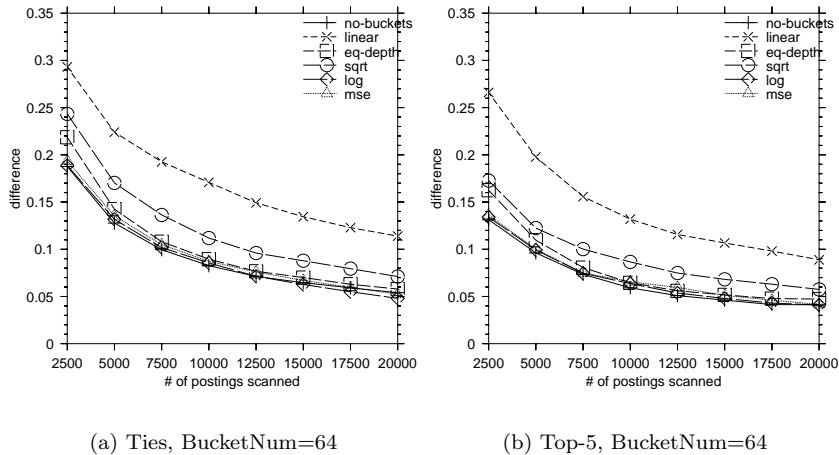 0.35
0.3
0.25
0.2
0.15
0.1
0.05
0
difference
2500 5000 7500 10000 12500 15000 17500 20000
# of postings scanned
no-buckets
linear
eq-depth
sqrt
log
mse
(a) Ties, BucketNum=64
0.35
0.3
0.25
0.2
0.15
0.1
0.05
0
difference
2500 5000 7500 10000 12500 15000 17500 20000
# of postings scanned
no-buckets
linear
eq-depth
sqrt
log
mse
(b) Top-5, BucketNum=64